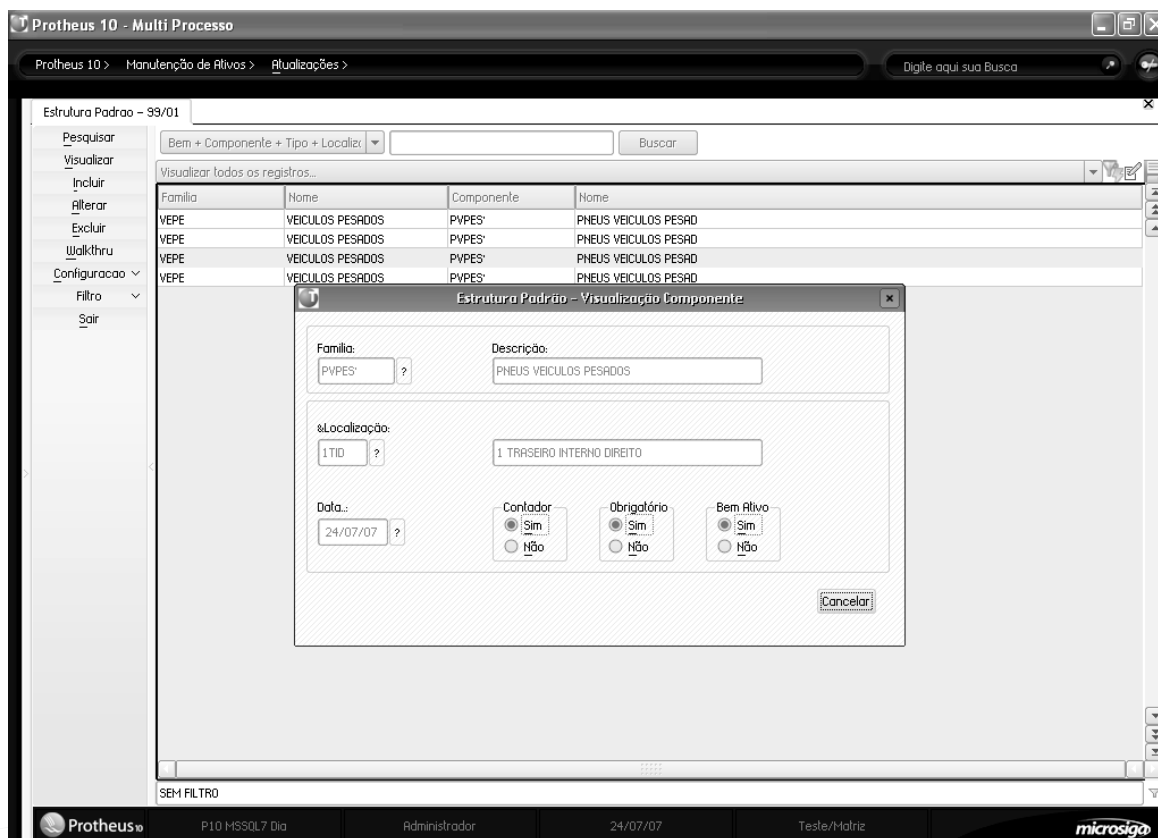 Protheus 10 - Multi Processo
Protheus 10 > Manutenção de Ativos > Atualizações >
Digite aqui sua Busca
Estrutura Padrao - 99/01
Pesquisar
Visualizar
Incluir
Alterar
Excluir
Walkthru
Configuracao
Filtro
Sair
Bem + Componente + Tipo + Localiz
Buscar
Visualizar todos os registros...
Familia Nome Componente Nome
VEPE VEICULOS PESADOS PVPES' PNEUS VEICULOS PESAD
VEPE VEICULOS PESADOS PVPES' PNEUS VEICULOS PESAD
VEPE VEICULOS PESADOS PVPES' PNEUS VEICULOS PESAD
VEPE VEICULOS PESADOS PVPES' PNEUS VEICULOS PESAD
Estrutura Padrão - Visualização Componente
Familia: Descrição:
PVPES' ? PNEUS VEICULOS PESADOS
&Localização:
1TID ? 1 TRASEIRO INTERNO DIREITO
Data..: Contador Obrigatório Bem Ativo
24/07/07 ? Sim Sim Sim
Não Não Não
Cancelar
SEM FILTRO
Protheus 10 P10 MSSQL7 Dia Administrador 24/07/07 Teste/Matriz microsiga